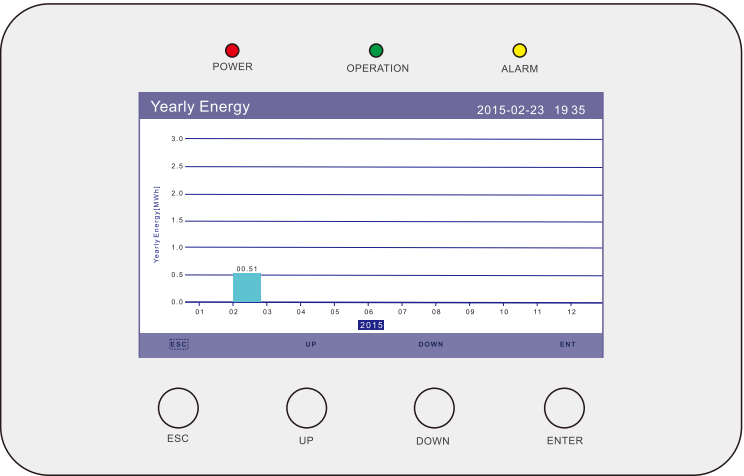 POWER OPERATION ALARM
Yearly Energy 2015-02-23 19 35
3.0
2.5
2.0
1.5
1.0
0.5
0.0
Yearly Energy[MWh]
00.51
01 02 03 04 05 06 07 08 09 10 11 12
2015
ESC UP DOWN ENT
ESC UP DOWN ENTER